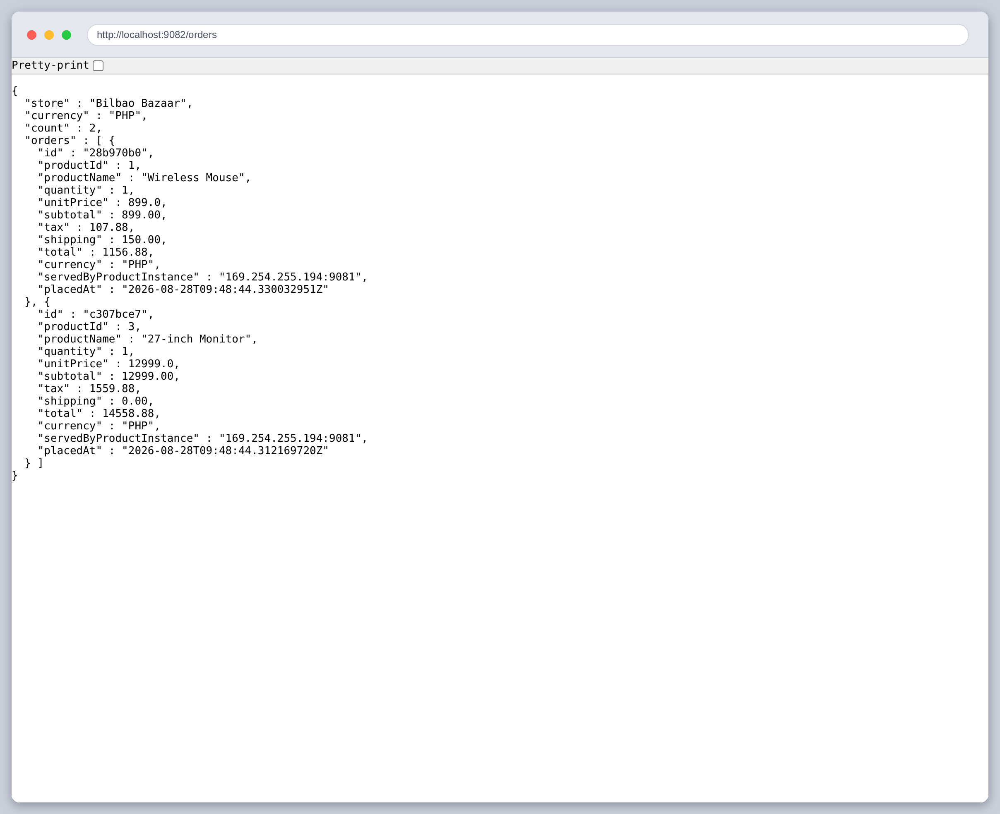 http://localhost:9082/orders
Pretty-print
{
  "store" : "Bilbao Bazaar",
  "currency" : "PHP",
  "count" : 2,
  "orders" : [ {
    "id" : "28b970b0",
    "productId" : 1,
    "productName" : "Wireless Mouse",
    "quantity" : 1,
    "unitPrice" : 899.0,
    "subtotal" : 899.00,
    "tax" : 107.88,
    "shipping" : 150.00,
    "total" : 1156.88,
    "currency" : "PHP",
    "servedByProductInstance" : "169.254.255.194:9081",
    "placedAt" : "2026-08-28T09:48:44.330032951Z"
  }, {
    "id" : "c307bce7",
    "productId" : 3,
    "productName" : "27-inch Monitor",
    "quantity" : 1,
    "unitPrice" : 12999.0,
    "subtotal" : 12999.00,
    "tax" : 1559.88,
    "shipping" : 0.00,
    "total" : 14558.88,
    "currency" : "PHP",
    "servedByProductInstance" : "169.254.255.194:9081",
    "placedAt" : "2026-08-28T09:48:44.312169720Z"
  } ]
}